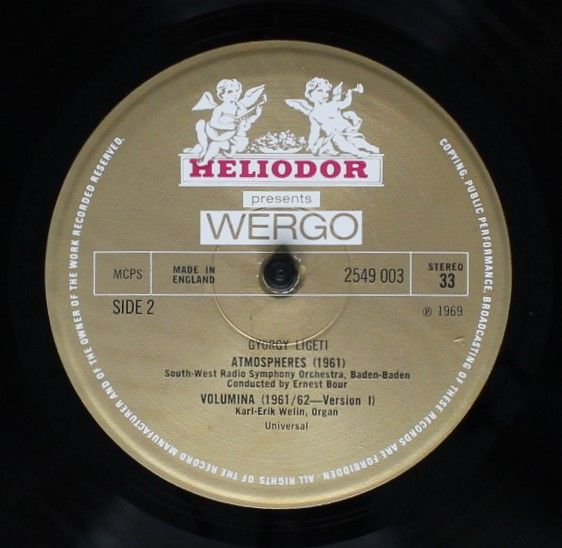 HELIODOR
presents
WERGO
MCPS
MADE IN
ENGLAND
2549 003
STEREO
33
SIDE 2
℗ 1969
GYORGY LIGETI
ATMOSPHERES (1961)
South-West Radio Symphony Orchestra, Baden-Baden
Conducted by Ernest Bour
VOLUMINA (1961/62—Version I)
Karl-Erik Welin, Organ
Universal
COPYING, PUBLIC PERFORMANCE, BROADCASTING OF THESE RECORDS ARE FORBIDDEN · ALL RIGHTS OF THE RECORD MANUFACTURER AND OF THE OWNER OF THE WORK RECORDED RESERVED.